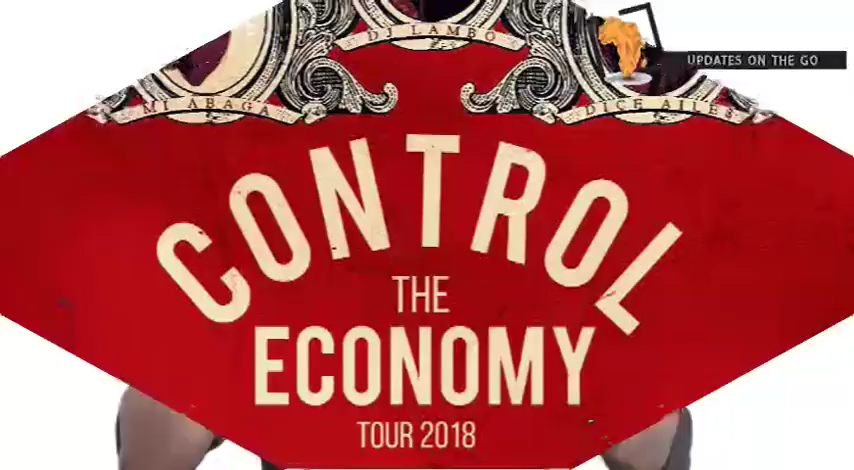 DJ LAMBO
UPDATES ON THE GO
MI ABAGA
DICE AILES
CONTROL
THE
ECONOMY
TOUR 2018